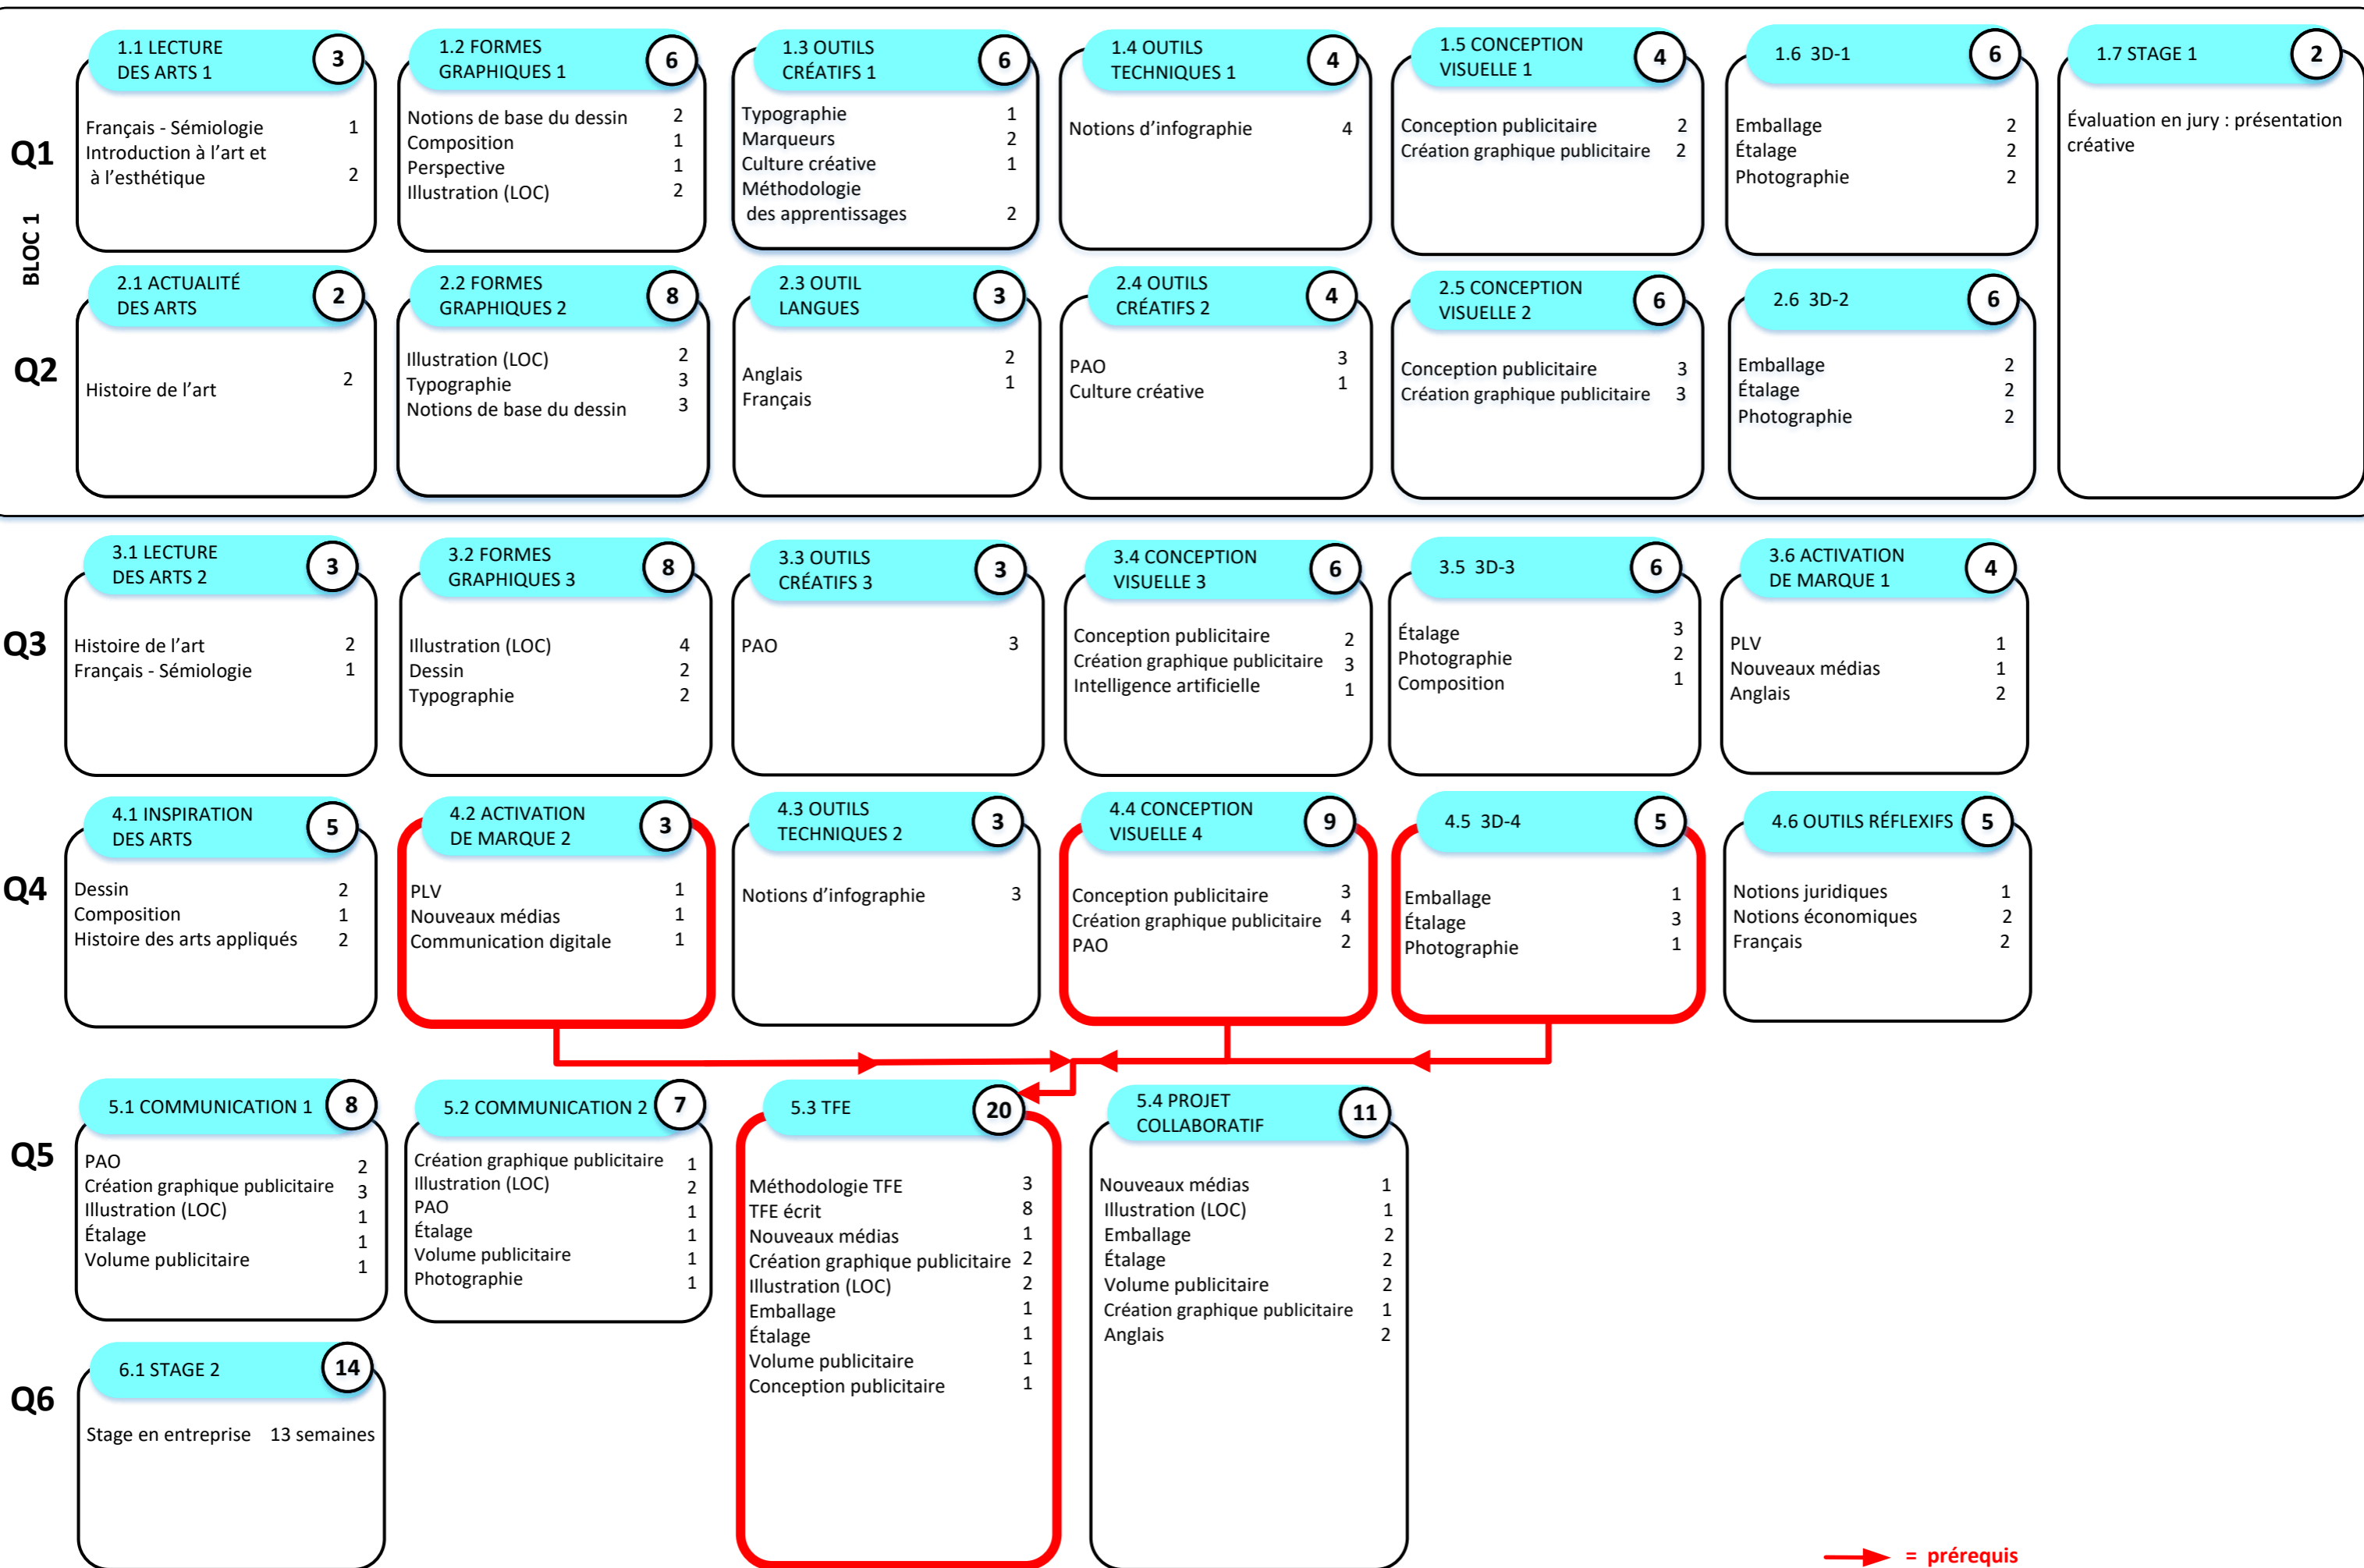 BLOC 1
Q1
1.1 LECTURE
DES ARTS 1
3
Français - Sémiologie 1
Introduction à l'art et
à l'esthétique 2
1.2 FORMES
GRAPHIQUES 1
6
Notions de base du dessin 2
Composition 1
Perspective 1
Illustration (LOC) 2
1.3 OUTILS
CRÉATIFS 1
6
Typographie 1
Marqueurs 2
Culture créative 1
Méthodologie
des apprentissages 2
1.4 OUTILS
TECHNIQUES 1
4
Notions d'infographie 4
1.5 CONCEPTION
VISUELLE 1
4
Conception publicitaire 2
Création graphique publicitaire 2
1.6 3D-1
6
Emballage 2
Étalage 2
Photographie 2
1.7 STAGE 1
2
Évaluation en jury : présentation
créative
Q2
2.1 ACTUALITÉ
DES ARTS
2
Histoire de l'art 2
2.2 FORMES
GRAPHIQUES 2
8
Illustration (LOC) 2
Typographie 3
Notions de base du dessin 3
2.3 OUTIL
LANGUES
3
Anglais 2
Français 1
2.4 OUTILS
CRÉATIFS 2
4
PAO 3
Culture créative 1
2.5 CONCEPTION
VISUELLE 2
6
Conception publicitaire 3
Création graphique publicitaire 3
2.6 3D-2
6
Emballage 2
Étalage 2
Photographie 2
Q3
3.1 LECTURE
DES ARTS 2
3
Histoire de l'art 2
Français - Sémiologie 1
3.2 FORMES
GRAPHIQUES 3
8
Illustration (LOC) 4
Dessin 2
Typographie 2
3.3 OUTILS
CRÉATIFS 3
3
PAO 3
3.4 CONCEPTION
VISUELLE 3
6
Conception publicitaire 2
Création graphique publicitaire 3
Intelligence artificielle 1
3.5 3D-3
6
Étalage 3
Photographie 2
Composition 1
3.6 ACTIVATION
DE MARQUE 1
4
PLV 1
Nouveaux médias 1
Anglais 2
Q4
4.1 INSPIRATION
DES ARTS
5
Dessin 2
Composition 1
Histoire des arts appliqués 2
4.2 ACTIVATION
DE MARQUE 2
3
PLV 1
Nouveaux médias 1
Communication digitale 1
4.3 OUTILS
TECHNIQUES 2
3
Notions d'infographie 3
4.4 CONCEPTION
VISUELLE 4
9
Conception publicitaire 3
Création graphique publicitaire 4
PAO 2
4.5 3D-4
5
Emballage 1
Étalage 3
Photographie 1
4.6 OUTILS RÉFLEXIFS
5
Notions juridiques 1
Notions économiques 2
Français 2
Q5
5.1 COMMUNICATION 1
8
PAO 2
Création graphique publicitaire 3
Illustration (LOC) 1
Étalage 1
Volume publicitaire 1
5.2 COMMUNICATION 2
7
Création graphique publicitaire 1
Illustration (LOC) 2
PAO 1
Étalage 1
Volume publicitaire 1
Photographie 1
5.3 TFE
20
Méthodologie TFE 3
TFE écrit 8
Nouveaux médias 1
Création graphique publicitaire 2
Illustration (LOC) 2
Emballage 1
Étalage 1
Volume publicitaire 1
Conception publicitaire 1
5.4 PROJET
COLLABORATIF
11
Nouveaux médias 1
Illustration (LOC) 1
Emballage 2
Étalage 2
Volume publicitaire 2
Création graphique publicitaire 1
Anglais 2
Q6
6.1 STAGE 2
14
Stage en entreprise 13 semaines
= prérequis